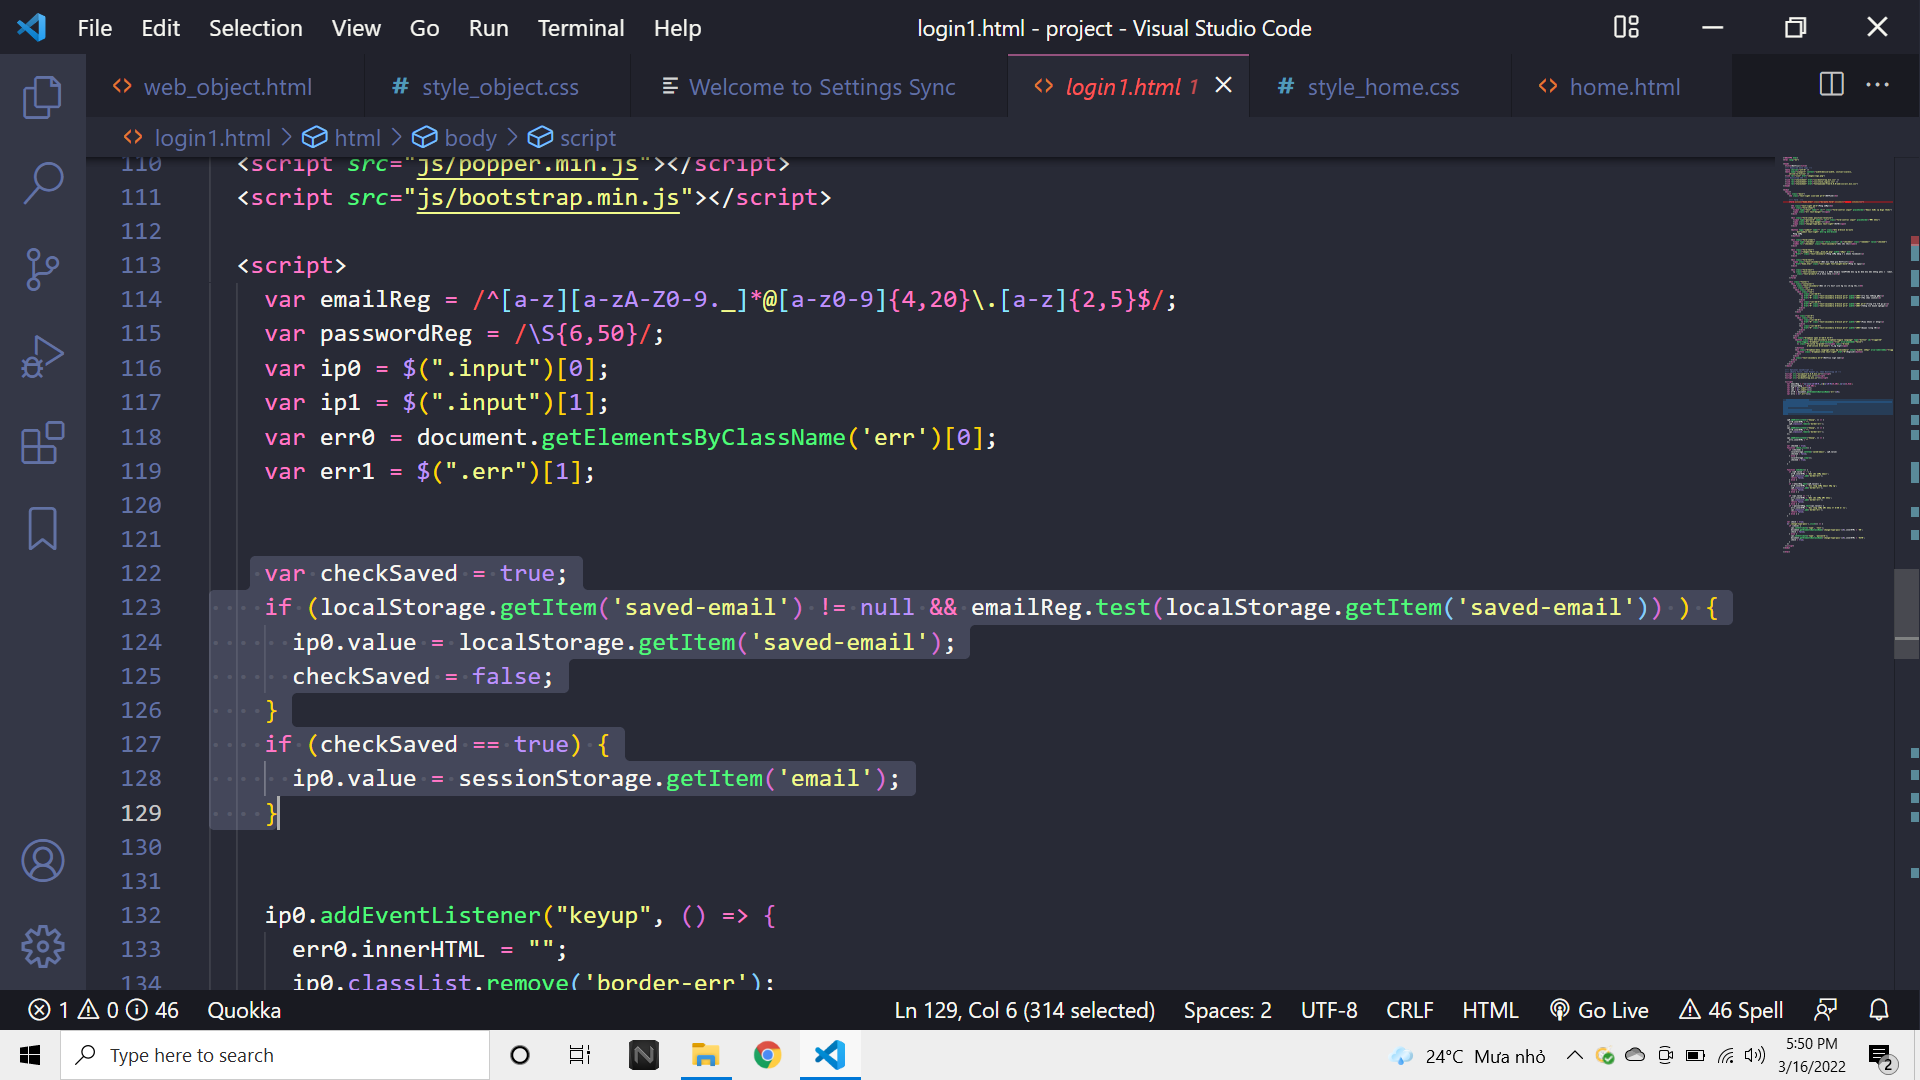 File Edit Selection View Go Run Terminal Help
login1.html - project - Visual Studio Code
web_object.html
# style_object.css
Welcome to Settings Sync
login1.html 1
# style_home.css
home.html
login1.html > html > body > script
110 <script src="js/popper.min.js"></script>
111 <script src="js/bootstrap.min.js"></script>
112
113 <script>
114 var emailReg = /^[a-z][a-zA-Z0-9._]*@[a-z0-9]{4,20}\.[a-z]{2,5}$/;
115 var passwordReg = /\S{6,50}/;
116 var ip0 = $(".input")[0];
117 var ip1 = $(".input")[1];
118 var err0 = document.getElementsByClassName('err')[0];
119 var err1 = $(".err")[1];
120
121
122 var checkSaved = true;
123 if (localStorage.getItem('saved-email') != null && emailReg.test(localStorage.getItem('saved-email')) ) {
124 ip0.value = localStorage.getItem('saved-email');
125 checkSaved = false;
126 }
127 if (checkSaved == true) {
128 ip0.value = sessionStorage.getItem('email');
129 }
130
131
132 ip0.addEventListener("keyup", () => {
133 err0.innerHTML = "";
134 ip0.classList.remove('border-err');
1 0 46 Quokka
Ln 129, Col 6 (314 selected) Spaces: 2 UTF-8 CRLF HTML Go Live 46 Spell
Type here to search
24°C Mưa nhỏ
5:50 PM
3/16/2022
2